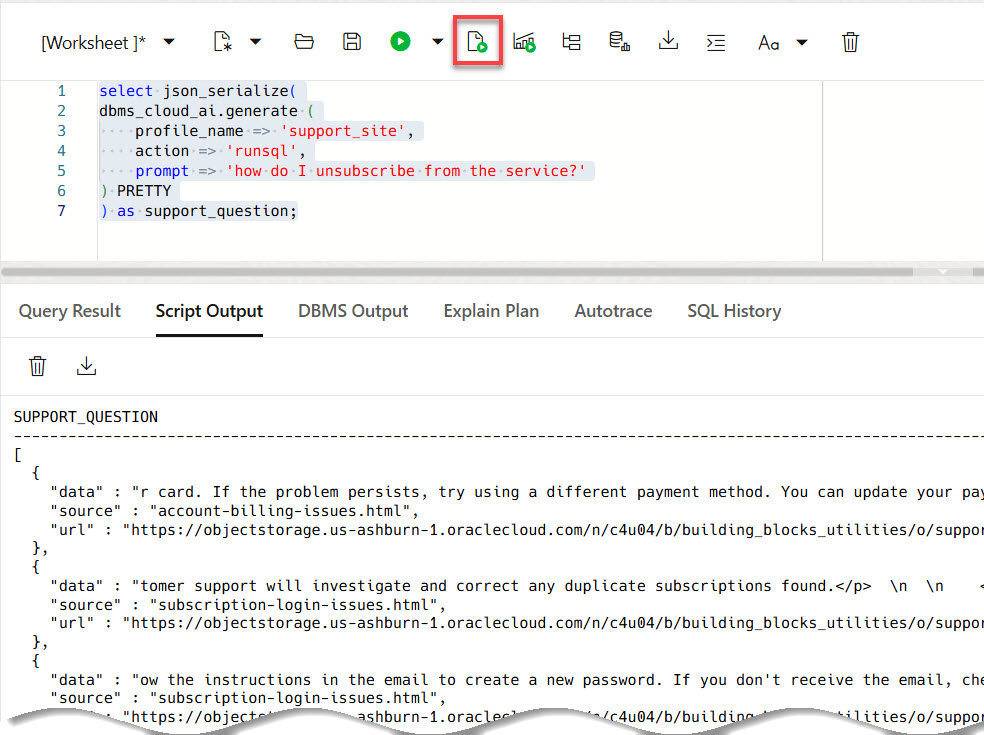 [Worksheet ]*
Aa
1 select json_serialize(
2 dbms_cloud_ai.generate (
3 profile_name => 'support_site',
4 action => 'runsql',
5 prompt => 'how do I unsubscribe from the service?'
6 ) PRETTY
7 ) as support_question;
Query Result Script Output DBMS Output Explain Plan Autotrace SQL History
SUPPORT_QUESTION
--------------------------------------------------------------------------------------------------------------
[
{
"data" : "r card. If the problem persists, try using a different payment method. You can update your pay
"source" : "account-billing-issues.html",
"url" : "https://objectstorage.us-ashburn-1.oraclecloud.com/n/c4u04/b/building_blocks_utilities/o/suppor
},
{
"data" : "tomer support will investigate and correct any duplicate subscriptions found.</p> \n \n <
"source" : "subscription-login-issues.html",
"url" : "https://objectstorage.us-ashburn-1.oraclecloud.com/n/c4u04/b/building_blocks_utilities/o/suppor
},
{
"data" : "ow the instructions in the email to create a new password. If you don't receive the email, che
"source" : "subscription-login-issues.html",
: "https://objectst .us-ashburn-1.oraclecloud.com/n/c4u04/b/building_b utilities/o/suppor